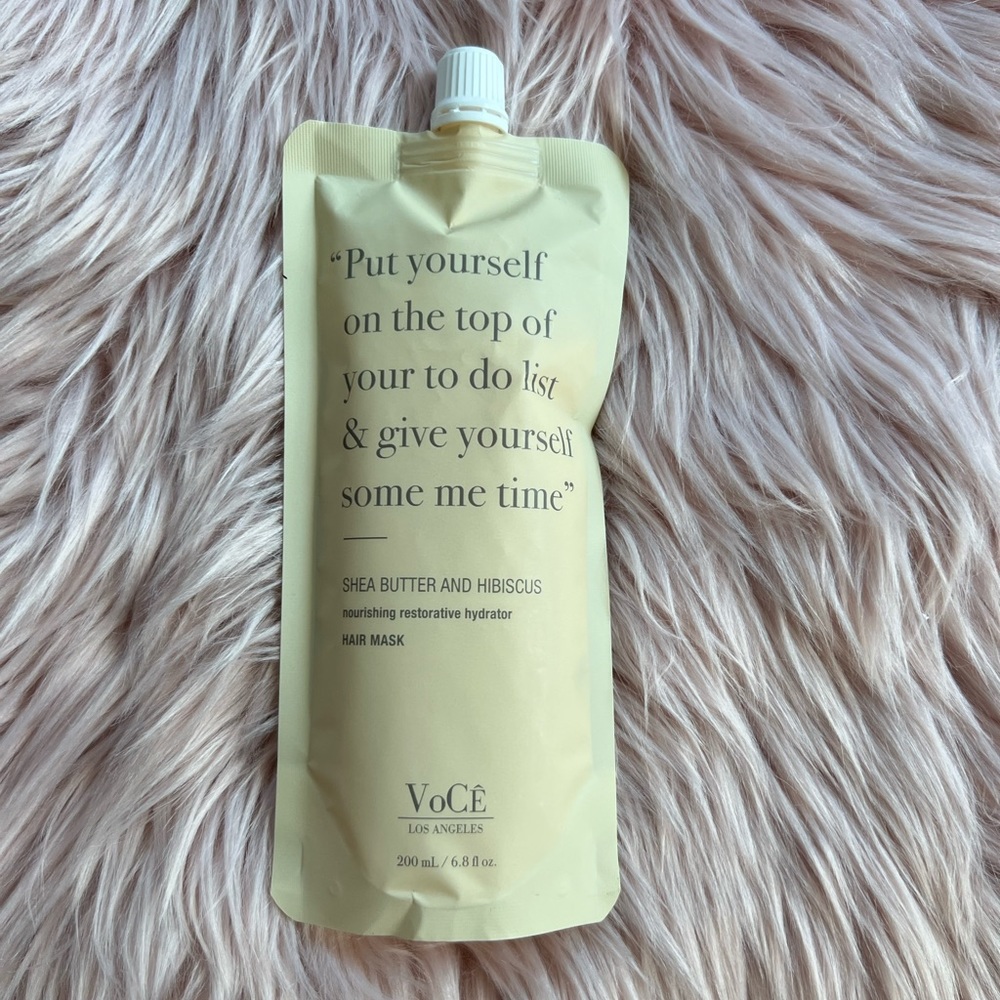 “Put yourself
on the top of
your to do list
& give yourself
some me time”
SHEA BUTTER AND HIBISCUS
nourishing restorative hydrator
HAIR MASK
VoCÊ
LOS ANGELES
200 mL / 6.8 fl oz.